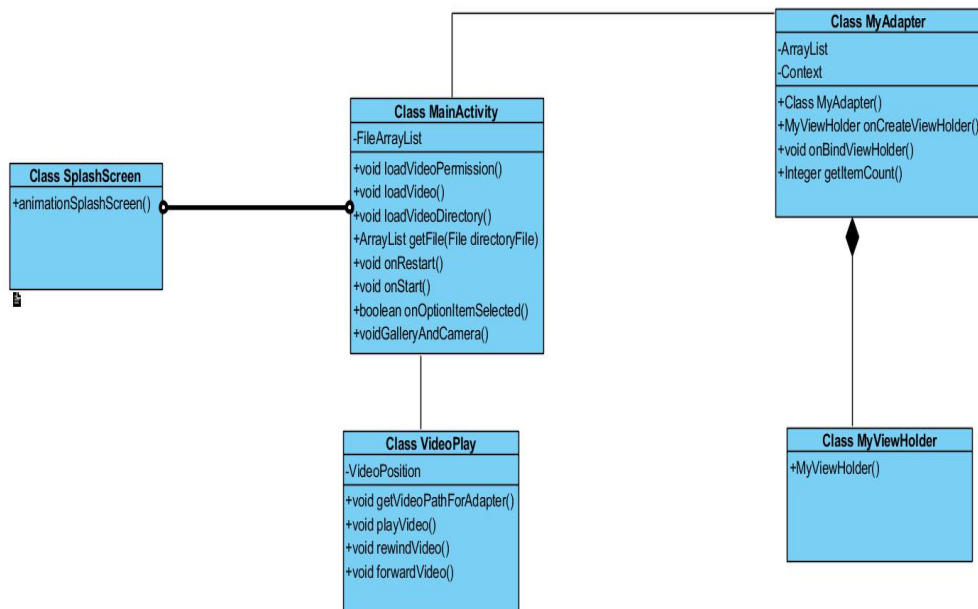 Class MyAdapter
-ArrayList
-Context
+Class MyAdapter()
+MyViewHolder onCreateViewHolder()
+void onBindViewHolder()
+Integer getItemCount()
Class MainActivity
-FileArrayList
+void loadVideoPermission()
+void loadVideo()
+void loadVideoDirectory()
+ArrayList getFile(File directoryFile)
+void onRestart()
+void onStart()
+boolean onOptionItemSelected()
+voidGalleryAndCamera()
Class SplashScreen
+animationSplashScreen()
Class VideoPlay
-VideoPosition
+void getVideoPathForAdapter()
+void playVideo()
+void rewindVideo()
+void forwardVideo()
Class MyViewHolder
+MyViewHolder()